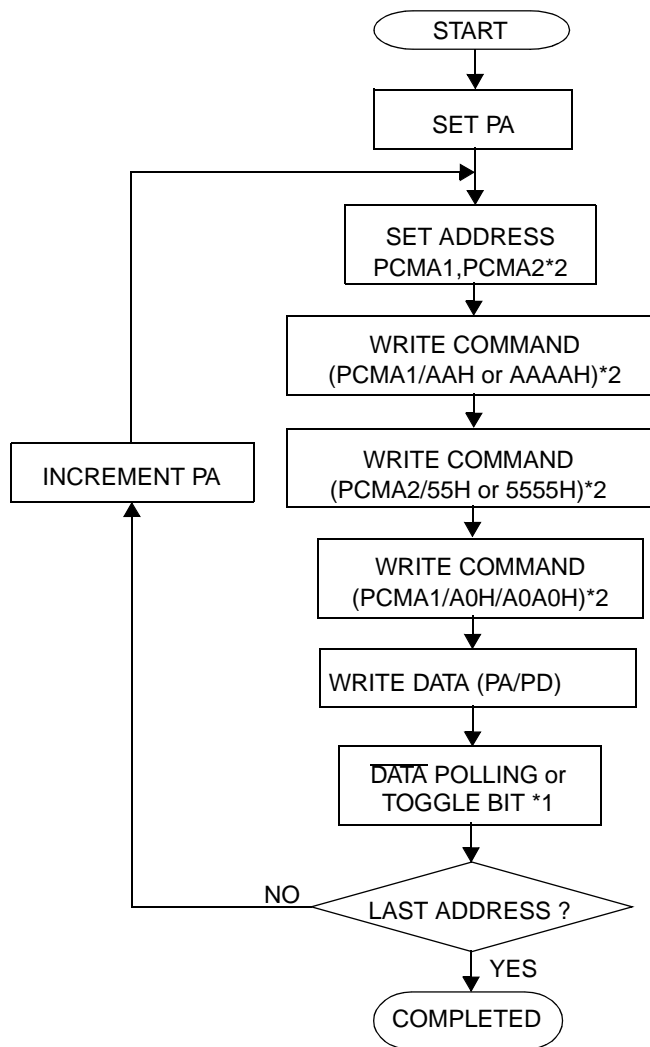 START
SET PA
SET ADDRESS
PCMA1,PCMA2*2
WRITE COMMAND
(PCMA1/AAH or AAAAH)*2
INCREMENT PA
WRITE COMMAND
(PCMA2/55H or 5555H)*2
WRITE COMMAND
(PCMA1/A0H/A0A0H)*2
WRITE DATA (PA/PD)
DATA POLLING or
TOGGLE BIT *1
NO
LAST ADDRESS ?
YES
COMPLETED